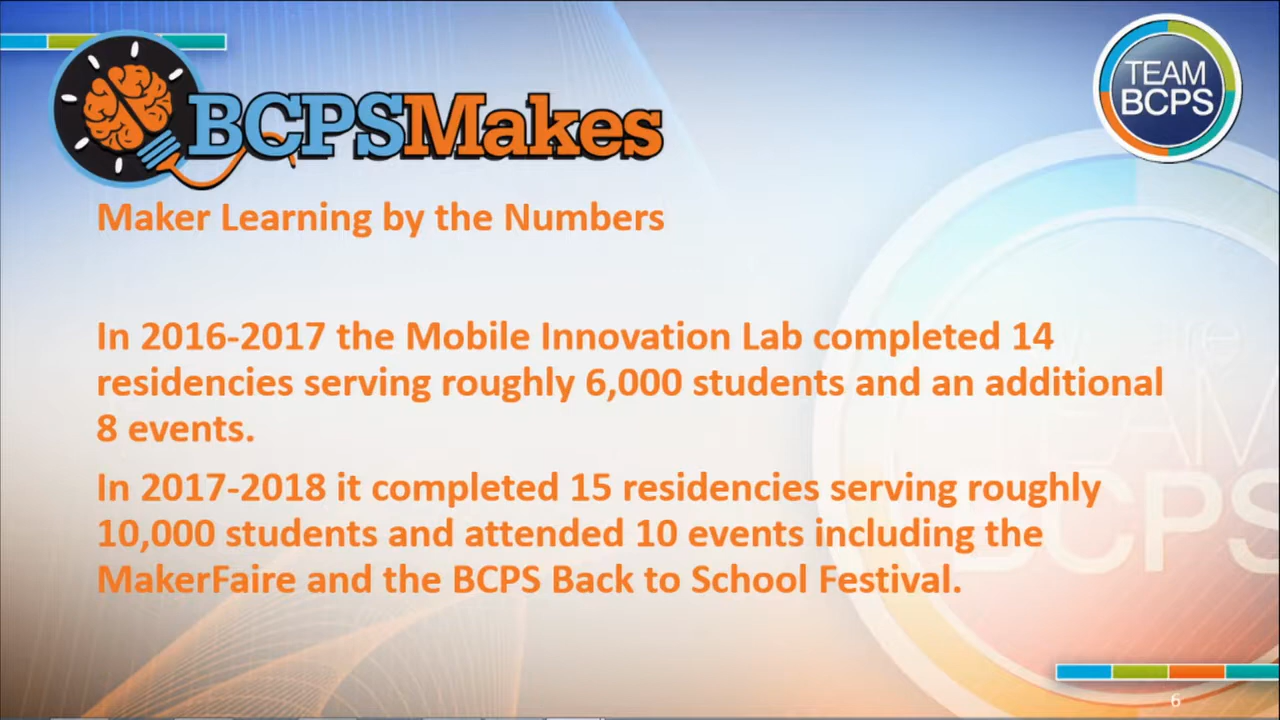 BCPSMakes
TEAM
BCPS
Maker Learning by the Numbers
In 2016-2017 the Mobile Innovation Lab completed 14
residencies serving roughly 6,000 students and an additional
8 events.
In 2017-2018 it completed 15 residencies serving roughly
10,000 students and attended 10 events including the
MakerFaire and the BCPS Back to School Festival.
TEAM
BCPS
6